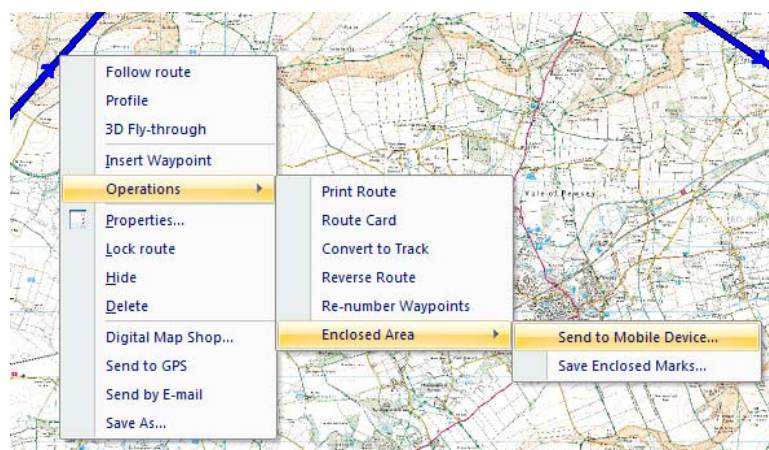 Follow route
Profile
3D Fly-through
Insert Waypoint
Operations
Properties...
Lock route
Hide
Delete
Digital Map Shop...
Send to GPS
Send by E-mail
Save As...
Print Route
Route Card
Convert to Track
Reverse Route
Re-number Waypoints
Enclosed Area
Send to Mobile Device...
Save Enclosed Marks...
Vale of Pewsey